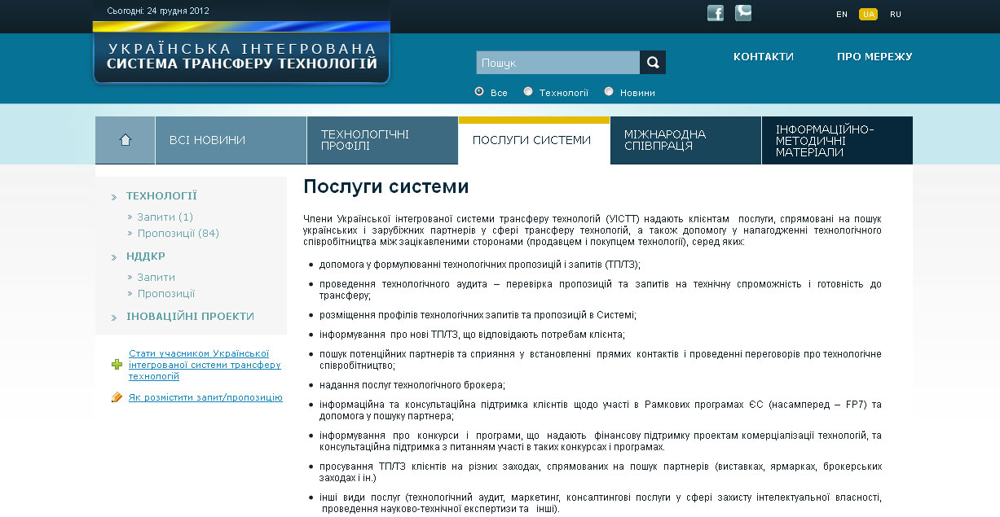 Сьогодні: 24 грудня 2012
EN UA RU
УКРАЇНСЬКА ІНТЕГРОВАНА
СИСТЕМА ТРАНСФЕРУ ТЕХНОЛОГІЙ
Пошук
КОНТАКТИ
ПРО МЕРЕЖУ
Все Технології Новини
ВСІ НОВИНИ
ТЕХНОЛОГІЧНІ
ПРОФІЛІ
ПОСЛУГИ СИСТЕМИ
МІЖНАРОДНА
СПІВПРАЦЯ
ІНФОРМАЦІЙНО-
МЕТОДИЧНІ
МАТЕРІАЛИ
» ТЕХНОЛОГІЇ
» Запити (1)
» Пропозиції (84)
» НДДКР
» Запити
» Пропозиції
» ІНОВАЦІЙНІ ПРОЕКТИ
Стати учасником Української
інтегрованої системи трансферу
технологій
Як розмістити запит/пропозицію
Послуги системи
Члени Української інтегрованої системи трансферу технологій (УІСТТ) надають клієнтам послуги, спрямовані на пошук
українських і зарубіжних партнерів у сфері трансферу технологій, а також допомогу у налагодженні технологічного
співробітництва між зацікавленими сторонами (продавцем і покупцем технології), серед яких:
• допомога у формулюванні технологічних пропозицій і запитів (ТП/ТЗ);
• проведення технологічного аудита – перевірка пропозицій та запитів на технічну спроможність і готовність до
трансферу;
• розміщення профілів технологічних запитів та пропозицій в Системі;
• інформування про нові ТП/ТЗ, що відповідають потребам клієнта;
• пошук потенційних партнерів та сприяння у встановленні прямих контактів і проведенні переговорів про технологічне
співробітництво;
• надання послуг технологічного брокера;
• інформаційна та консультаційна підтримка клієнтів щодо участі в Рамкових програмах ЄС (насамперед – FP7) та
допомога у пошуку партнера;
• інформування про конкурси і програми, що надають фінансову підтримку проектам комерціалізації технологій, та
консультаційна підтримка з питанням участі в таких конкурсах і програмах.
• просування ТП/ТЗ клієнтів на різних заходах, спрямованих на пошук партнерів (виставках, ярмарках, брокерських
заходах і ін.)
• інші види послуг (технологічний аудит, маркетинг, консалтингові послуги у сфері захисту інтелектуальної власності,
проведення науково-технічної експертизи та інші).